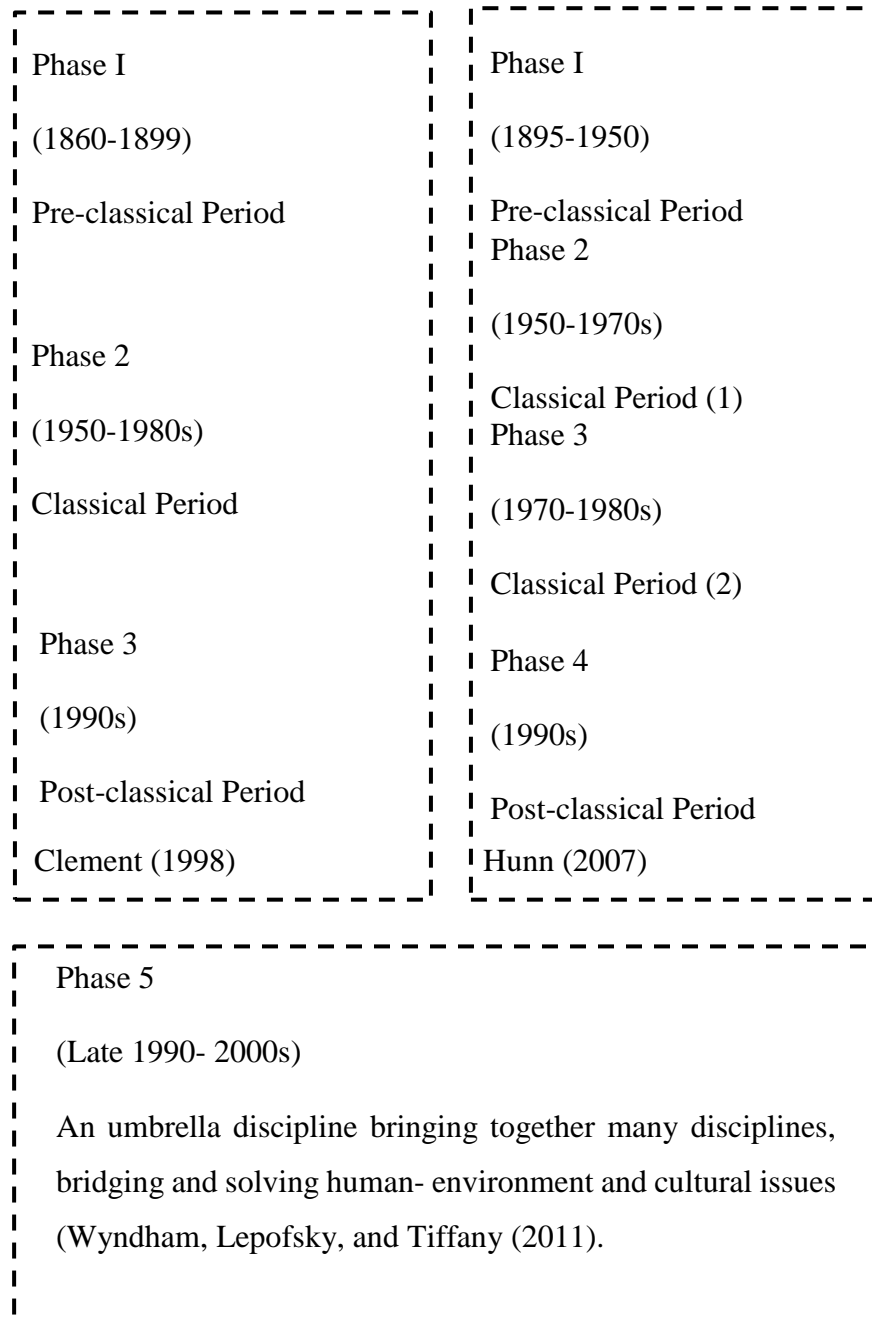 Phase I
(1860-1899)
Pre-classical Period
Phase 2
(1950-1980s)
Classical Period
Phase 3
(1990s)
Post-classical Period
Clement (1998)
Phase I
(1895-1950)
Pre-classical Period
Phase 2
(1950-1970s)
Classical Period (1)
Phase 3
(1970-1980s)
Classical Period (2)
Phase 4
(1990s)
Post-classical Period
Hunn (2007)
Phase 5
(Late 1990- 2000s)
An umbrella discipline bringing together many disciplines,
bridging and solving human- environment and cultural issues
(Wyndham, Lepofsky, and Tiffany (2011).